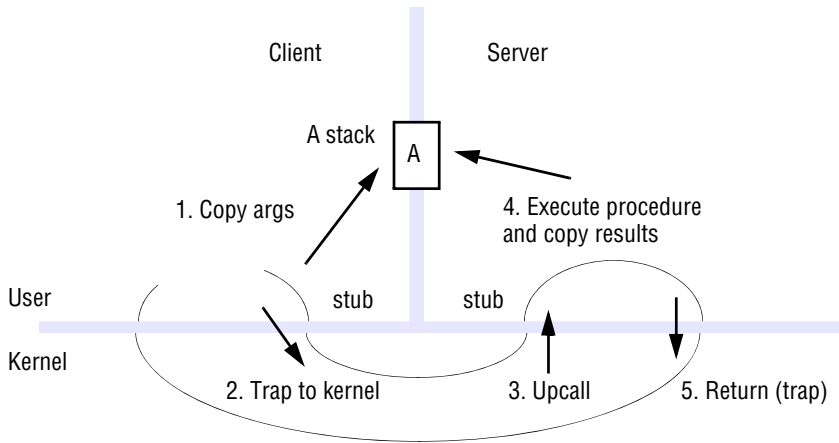 Client
Server
A stack
A
1. Copy args
4. Execute procedure
and copy results
User
stub
stub
Kernel
2. Trap to kernel
3. Upcall
5. Return (trap)